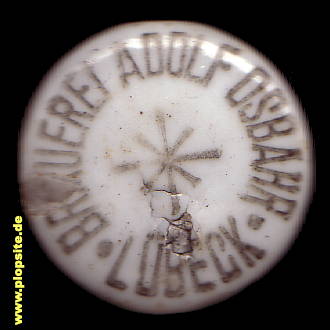 BRAUEREI ADOLF OSBAHR
• LÜBECK •
www.plopsite.de